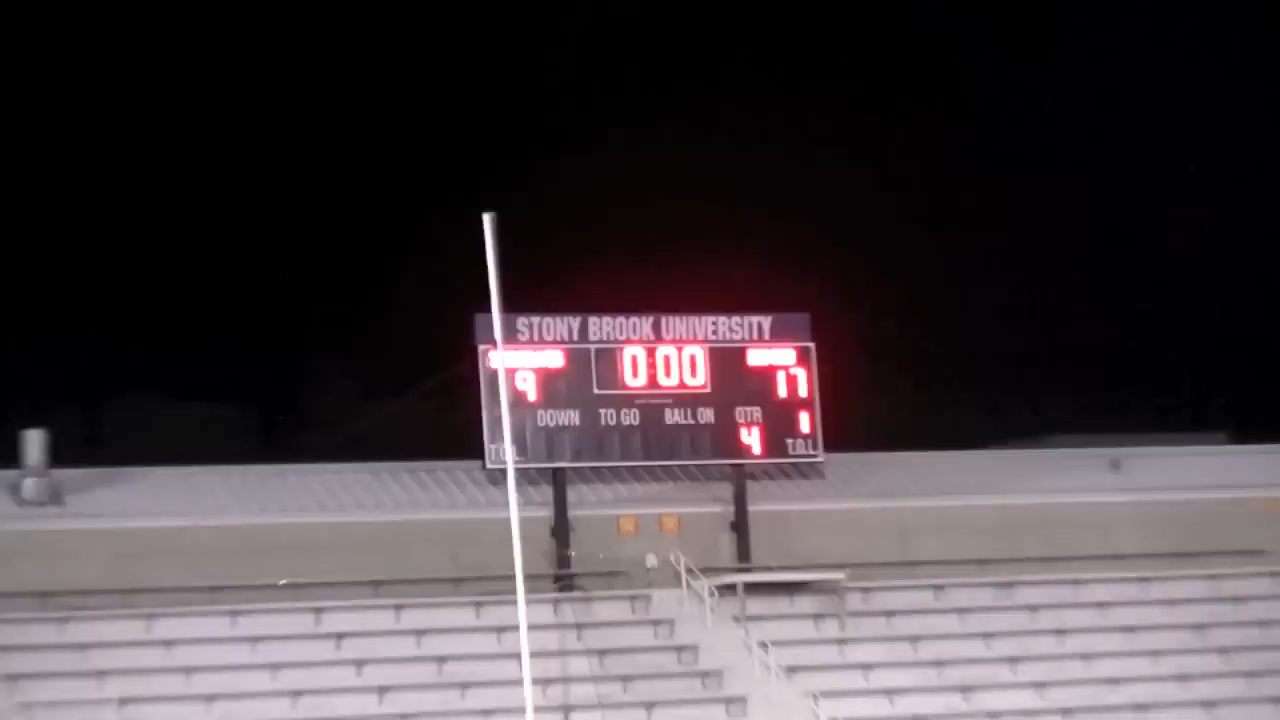 STONY BROOK UNIVERSITY
0:00
9 17
DOWN TO GO BALL ON QTR 1
4
T.O.L. T.O.L.